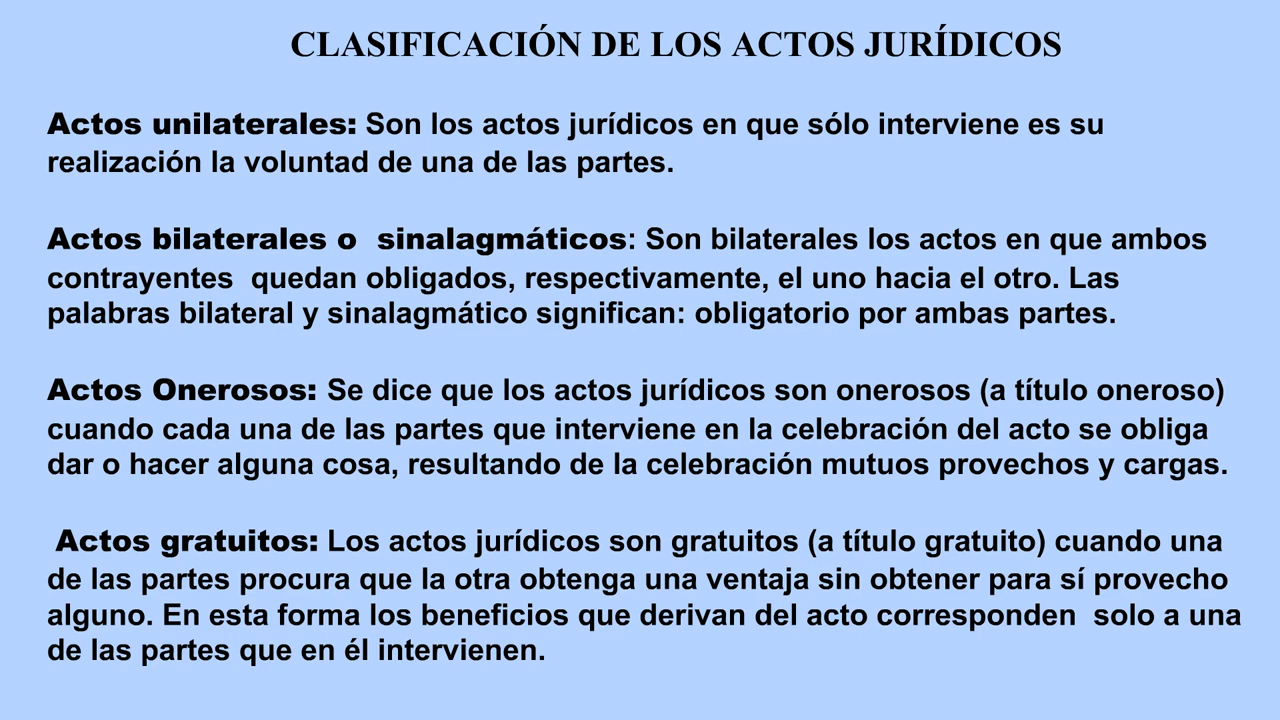 CLASIFICACIÓN DE LOS ACTOS JURÍDICOS
Actos unilaterales: Son los actos jurídicos en que sólo interviene es su
realización la voluntad de una de las partes.
Actos bilaterales o  sinalagmáticos: Son bilaterales los actos en que ambos
contrayentes  quedan obligados, respectivamente, el uno hacia el otro. Las
palabras bilateral y sinalagmático significan: obligatorio por ambas partes.
Actos Onerosos: Se dice que los actos jurídicos son onerosos (a título oneroso)
cuando cada una de las partes que interviene en la celebración del acto se obliga
dar o hacer alguna cosa, resultando de la celebración mutuos provechos y cargas.
Actos gratuitos: Los actos jurídicos son gratuitos (a título gratuito) cuando una
de las partes procura que la otra obtenga una ventaja sin obtener para sí provecho
alguno. En esta forma los beneficios que derivan del acto corresponden  solo a una
de las partes que en él intervienen.